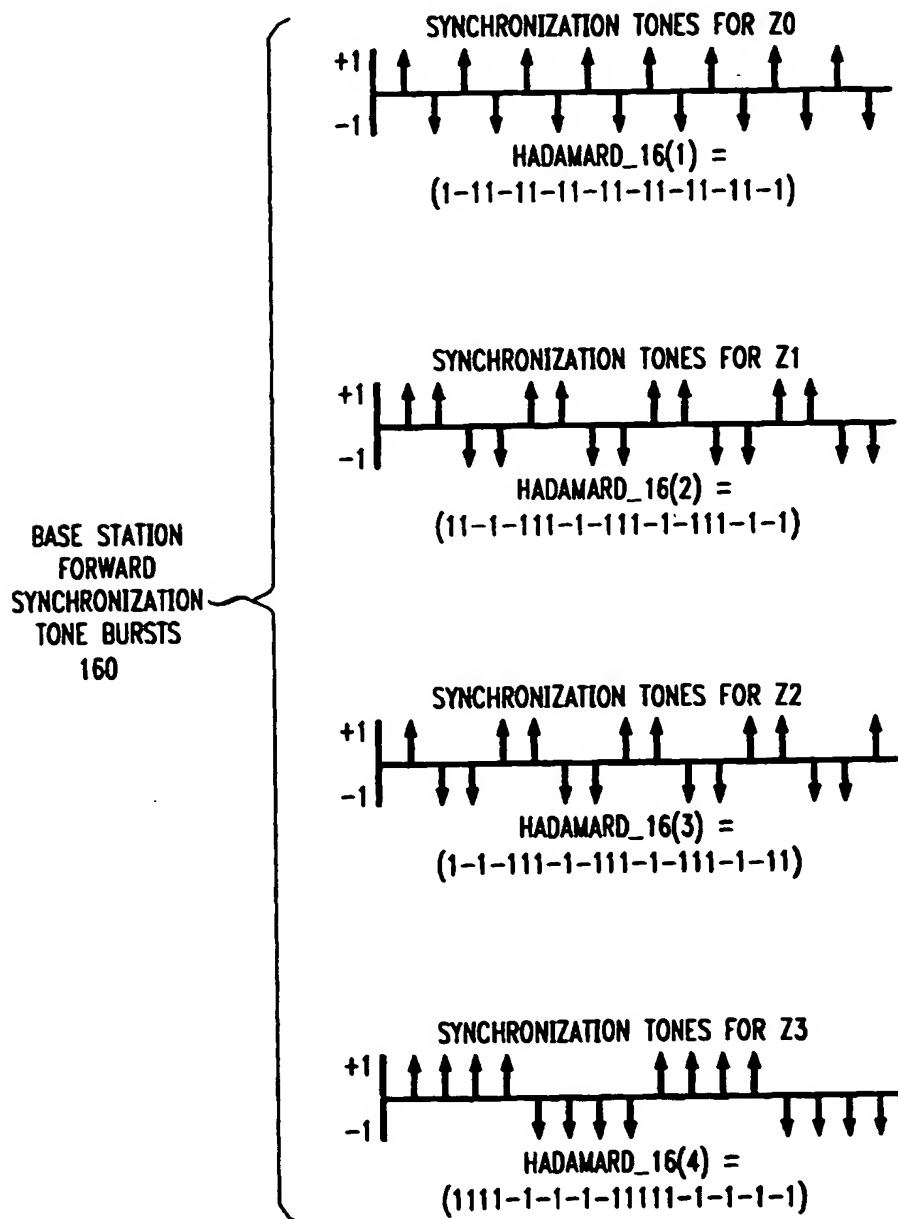 SYNCHRONIZATION TONES FOR Z0
+1
-1
HADAMARD_16(1) =
(1-11-11-11-11-11-11-11-1)
SYNCHRONIZATION TONES FOR Z1
+1
-1
HADAMARD_16(2) =
(11-1-111-1-111-1-111-1-1)
BASE STATION
FORWARD
SYNCHRONIZATION
TONE BURSTS
160
SYNCHRONIZATION TONES FOR Z2
+1
-1
HADAMARD_16(3) =
(1-1-111-1-111-1-111-1-11)
SYNCHRONIZATION TONES FOR Z3
+1
-1
HADAMARD_16(4) =
(1111-1-1-1-11111-1-1-1-1)